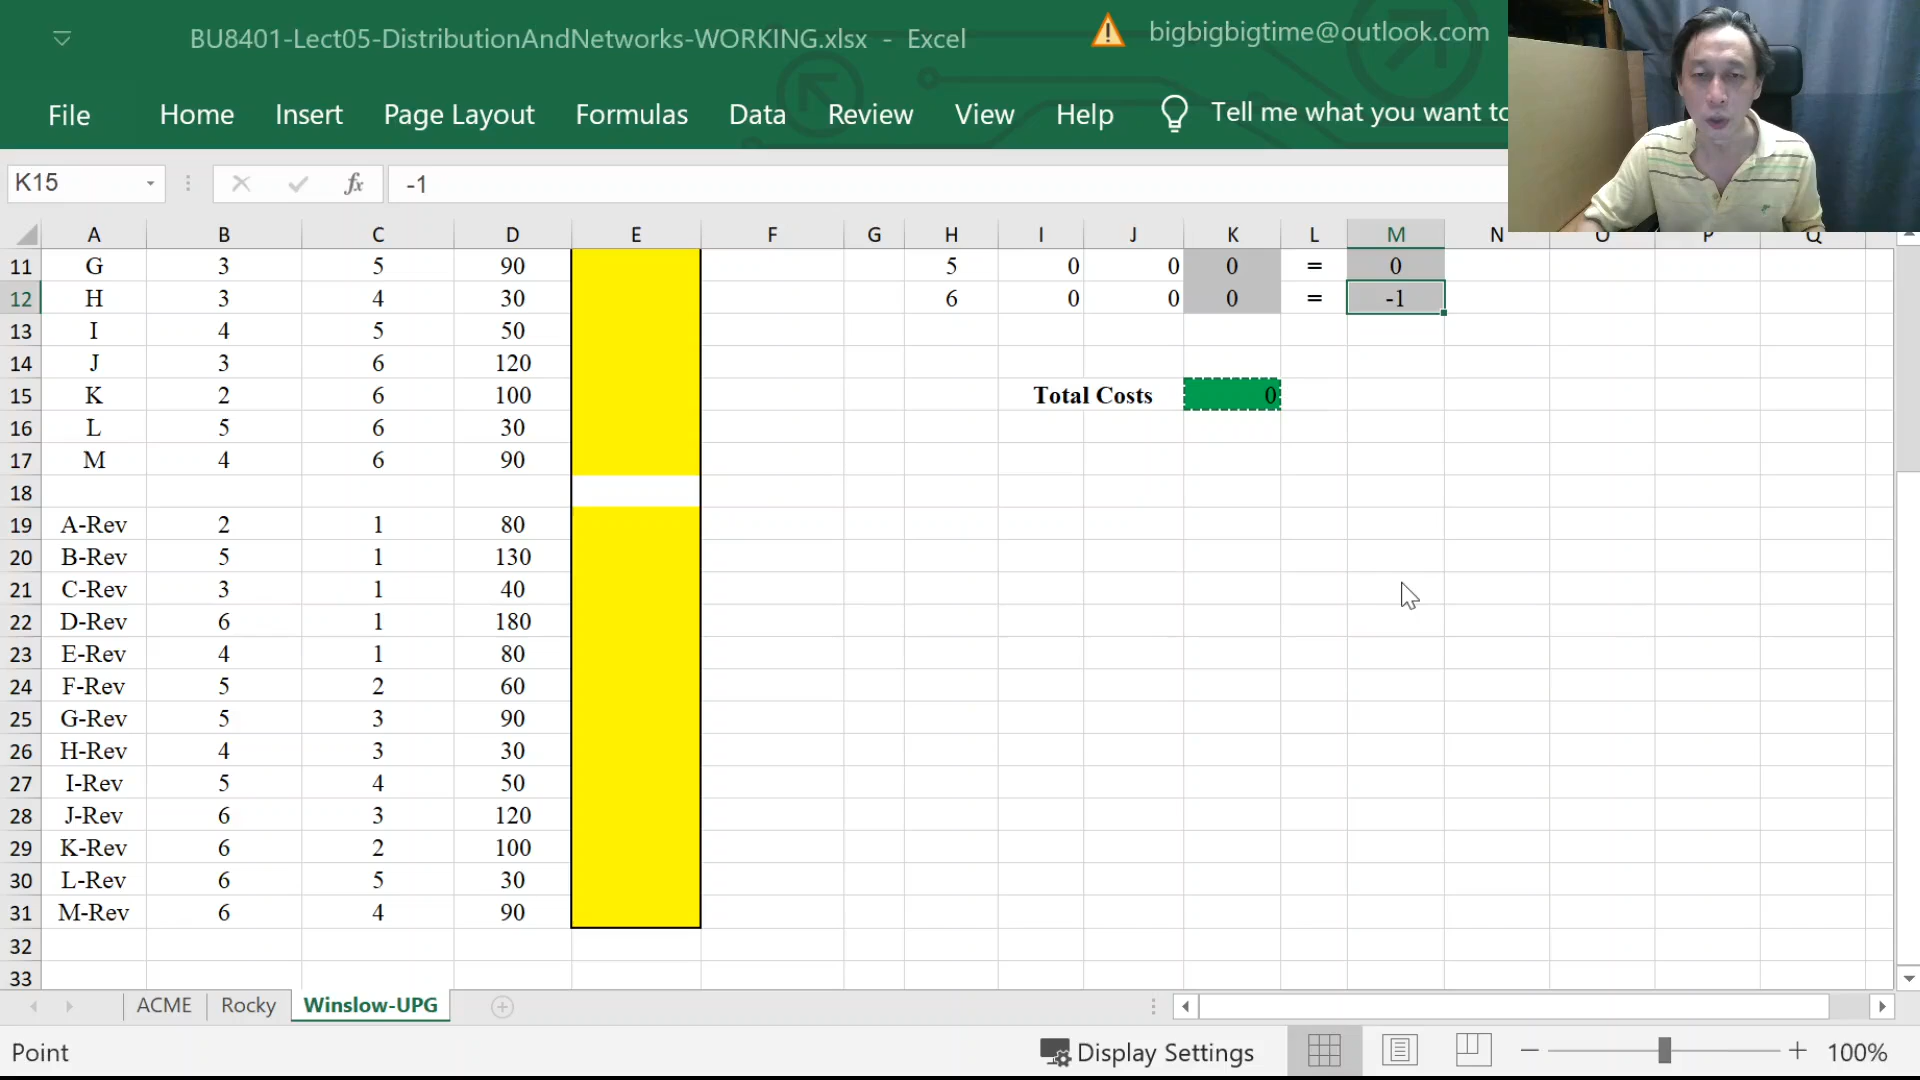 BU8401-Lect05-DistributionAndNetworks-WORKING.xlsx - Excel
bigbigbigtime@outlook.com
File Home Insert Page Layout Formulas Data Review View Help Tell me what you want to
K15 fx -1
A B C D E F G H I J K L M N O P Q
11 G 3 5 90 5 0 0 0 = 0
12 H 3 4 30 6 0 0 0 = -1
13 I 4 5 50
14 J 3 6 120
15 K 2 6 100 Total Costs 0
16 L 5 6 30
17 M 4 6 90
18
19 A-Rev 2 1 80
20 B-Rev 5 1 130
21 C-Rev 3 1 40
22 D-Rev 6 1 180
23 E-Rev 4 1 80
24 F-Rev 5 2 60
25 G-Rev 5 3 90
26 H-Rev 4 3 30
27 I-Rev 5 4 50
28 J-Rev 6 3 120
29 K-Rev 6 2 100
30 L-Rev 6 5 30
31 M-Rev 6 4 90
32
33
ACME Rocky Winslow-UPG
Point Display Settings 100%